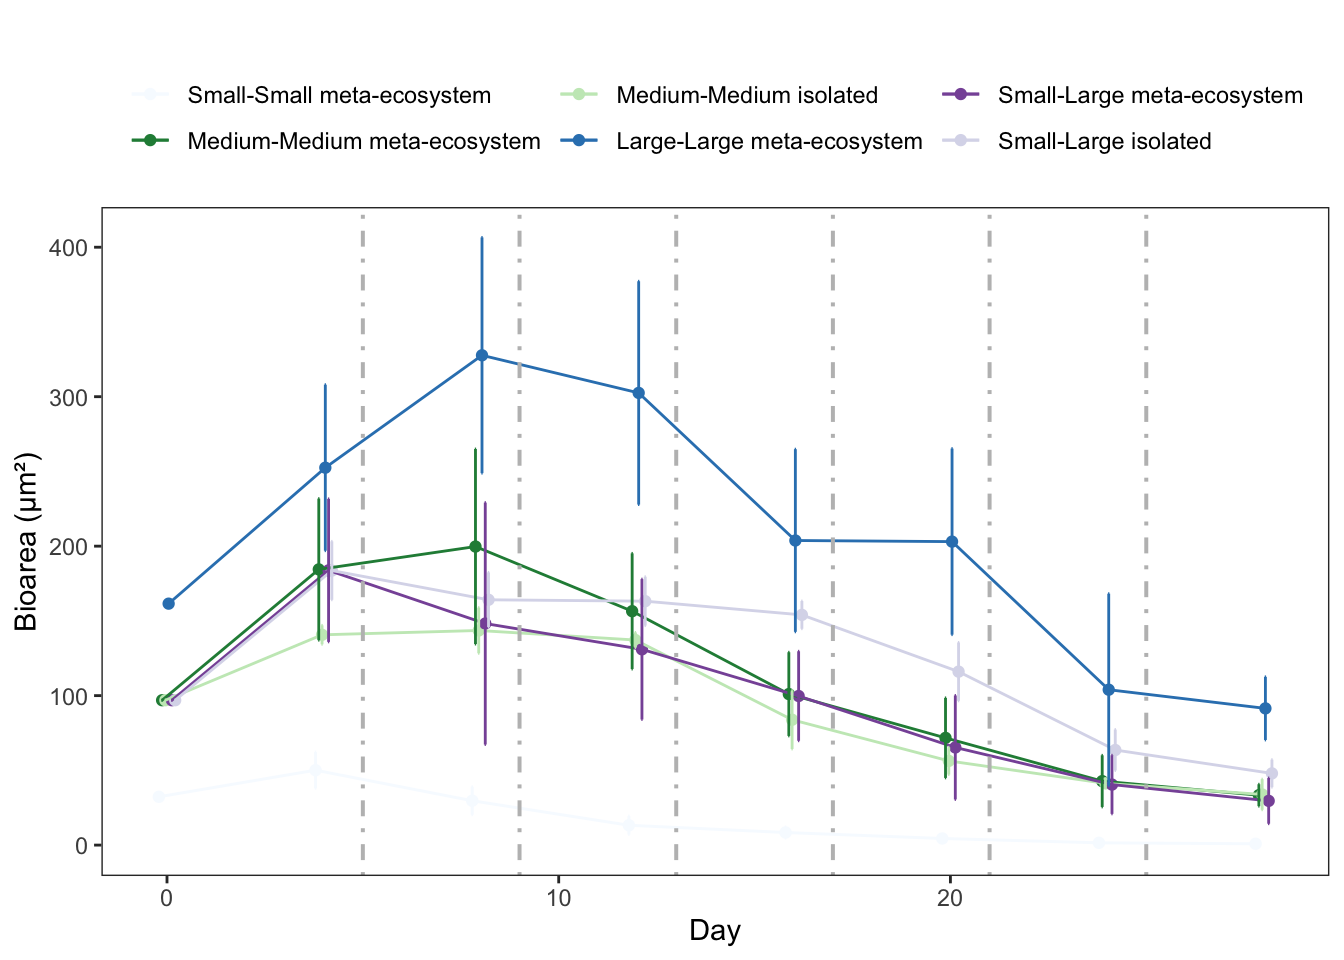 Small-Small meta-ecosystem Medium-Medium isolated Small-Large meta-ecosystem
Medium-Medium meta-ecosystem Large-Large meta-ecosystem Small-Large isolated
400
300
200
100
0
Bioarea (µm²)
0 10 20
Day